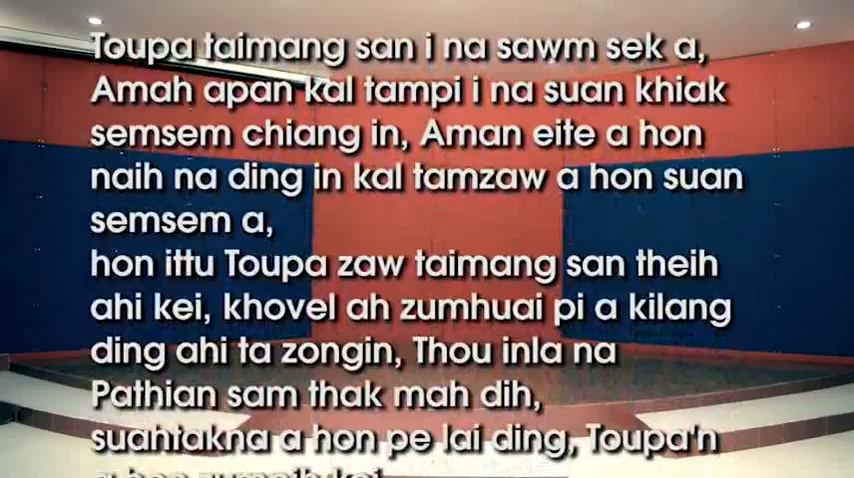 Toupa taimang san i na sawm sek a,
Amah apan kal tampi i na suan khiak
semsem chiang in, Aman eite a hon
naih na ding in kal tamzaw a hon suan
semsem a,
hon ittu Toupa zaw taimang san theih
ahi kei, khovel ah zumhuai pi a kilang
ding ahi ta zongin, Thou inla na
Pathian sam thak mah dih,
suahtakna a hon pe lai ding, Toupa'n